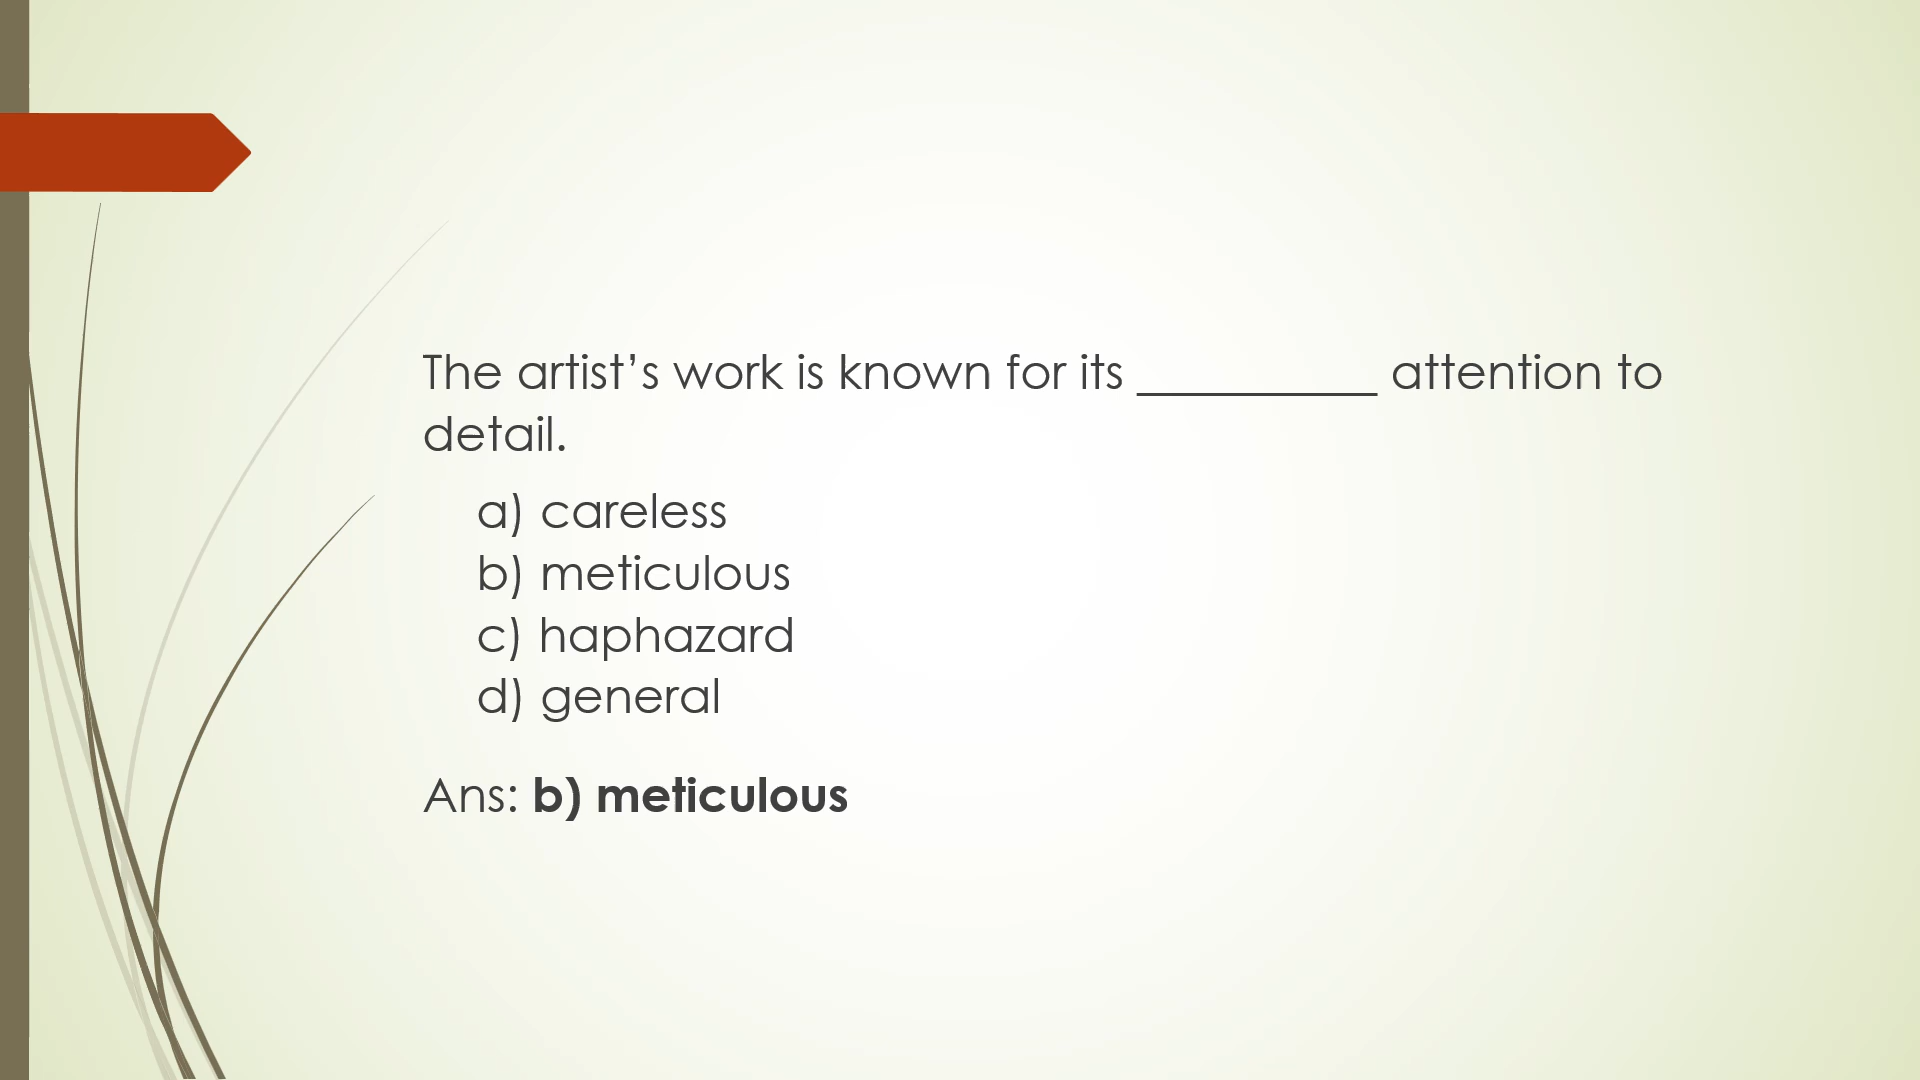 The artist’s work is known for its __________ attention to
detail.
a) careless
b) meticulous
c) haphazard
d) general
Ans: b) meticulous